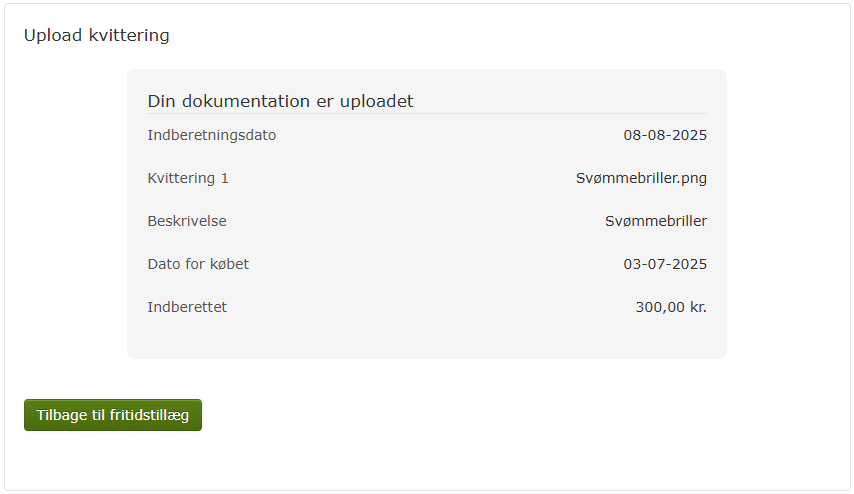 Upload kvittering
Din dokumentation er uploadet
Indberetningsdato 08-08-2025
Kvittering 1 Svømmebriller.png
Beskrivelse Svømmebriller
Dato for købet 03-07-2025
Indberettet 300,00 kr.
Tilbage til fritidstillæg